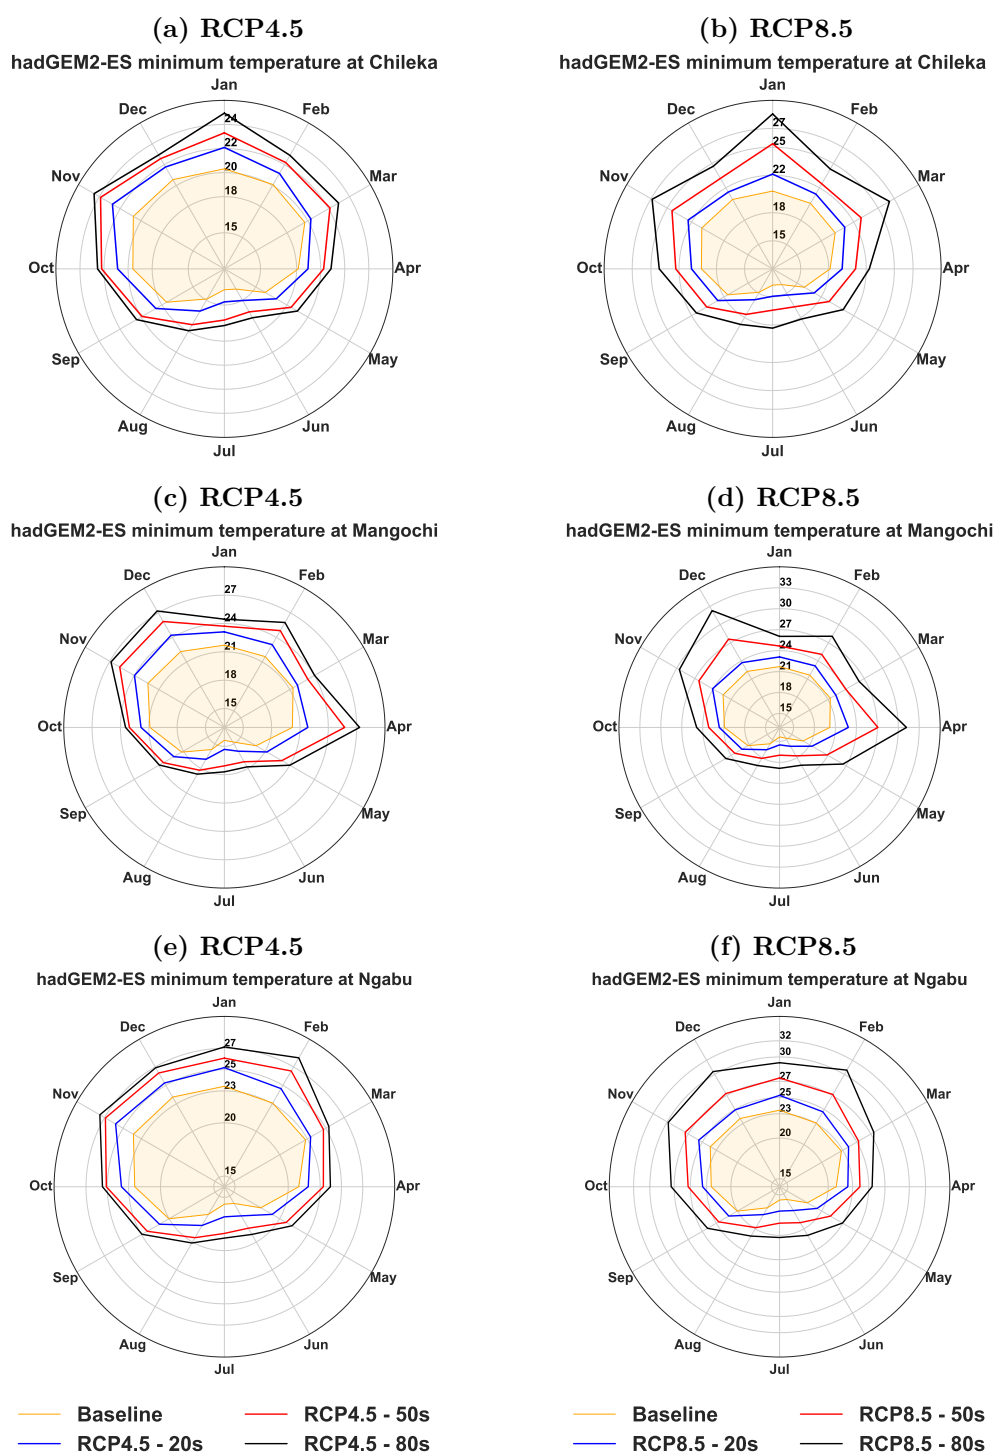 (a) RCP4.5
hadGEM2-ES minimum temperature at Chileka
Jan
Feb
Mar
Apr
May
Jun
Jul
Aug
Sep
Oct
Nov
Dec
24
22
20
18
15
(b) RCP8.5
hadGEM2-ES minimum temperature at Chileka
Jan
Feb
Mar
Apr
May
Jun
Jul
Aug
Sep
Oct
Nov
Dec
27
25
22
18
15
(c) RCP4.5
hadGEM2-ES minimum temperature at Mangochi
Jan
Feb
Mar
Apr
May
Jun
Jul
Aug
Sep
Oct
Nov
Dec
27
24
21
18
15
(d) RCP8.5
hadGEM2-ES minimum temperature at Mangochi
Jan
Feb
Mar
Apr
May
Jun
Jul
Aug
Sep
Oct
Nov
Dec
33
30
27
24
21
18
15
(e) RCP4.5
hadGEM2-ES minimum temperature at Ngabu
Jan
Feb
Mar
Apr
May
Jun
Jul
Aug
Sep
Oct
Nov
Dec
27
25
23
20
15
(f) RCP8.5
hadGEM2-ES minimum temperature at Ngabu
Jan
Feb
Mar
Apr
May
Jun
Jul
Aug
Sep
Oct
Nov
Dec
32
30
27
25
23
20
15
Baseline
RCP4.5 - 20s
RCP4.5 - 50s
RCP4.5 - 80s
Baseline
RCP8.5 - 20s
RCP8.5 - 50s
RCP8.5 - 80s